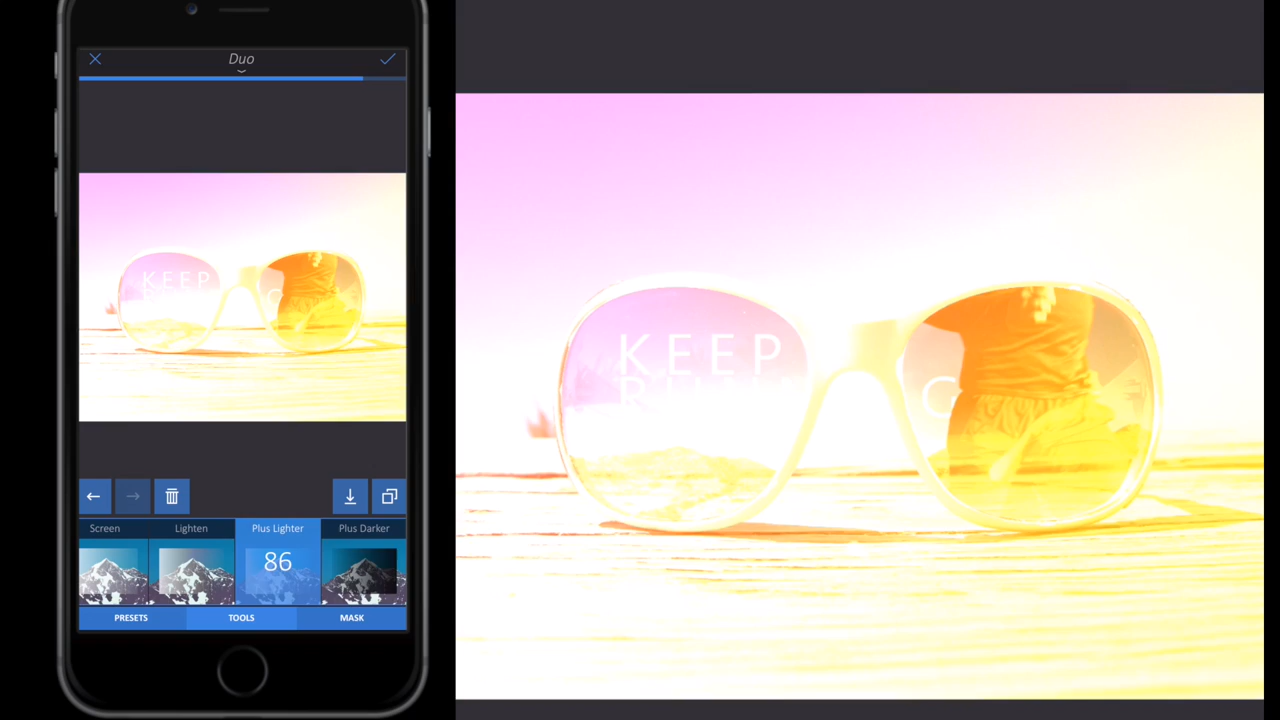 Duo
KEEP
C
KEEP
G
Screen
Lighten
Plus Lighter
Plus Darker
86
PRESETS
TOOLS
MASK